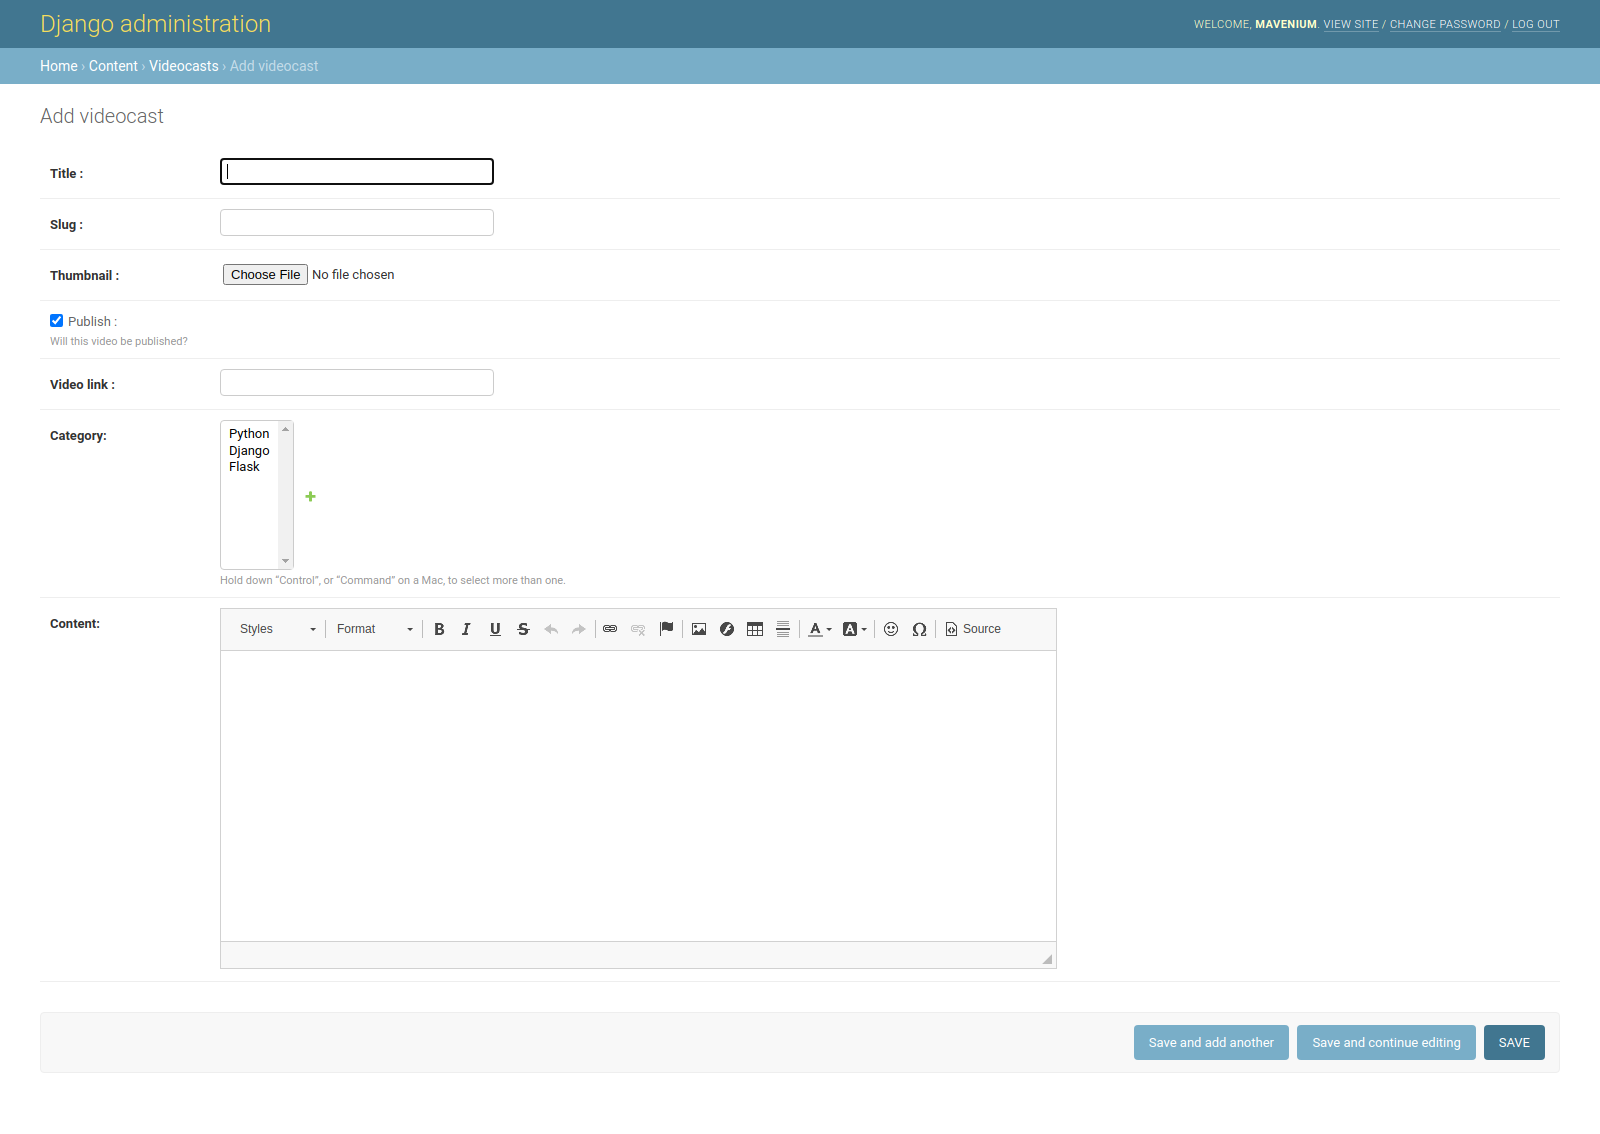 Django administration
WELCOME, MAVENIUM. VIEW SITE / CHANGE PASSWORD / LOG OUT
Home › Content › Videocasts › Add videocast
Add videocast
Title :
Slug :
Thumbnail :
Choose File No file chosen
Publish :
Will this video be published?
Video link :
Category:
Python
Django
Flask
Hold down “Control”, or “Command” on a Mac, to select more than one.
Content:
Styles Format B I U S A A Ω Source
Save and add another Save and continue editing SAVE